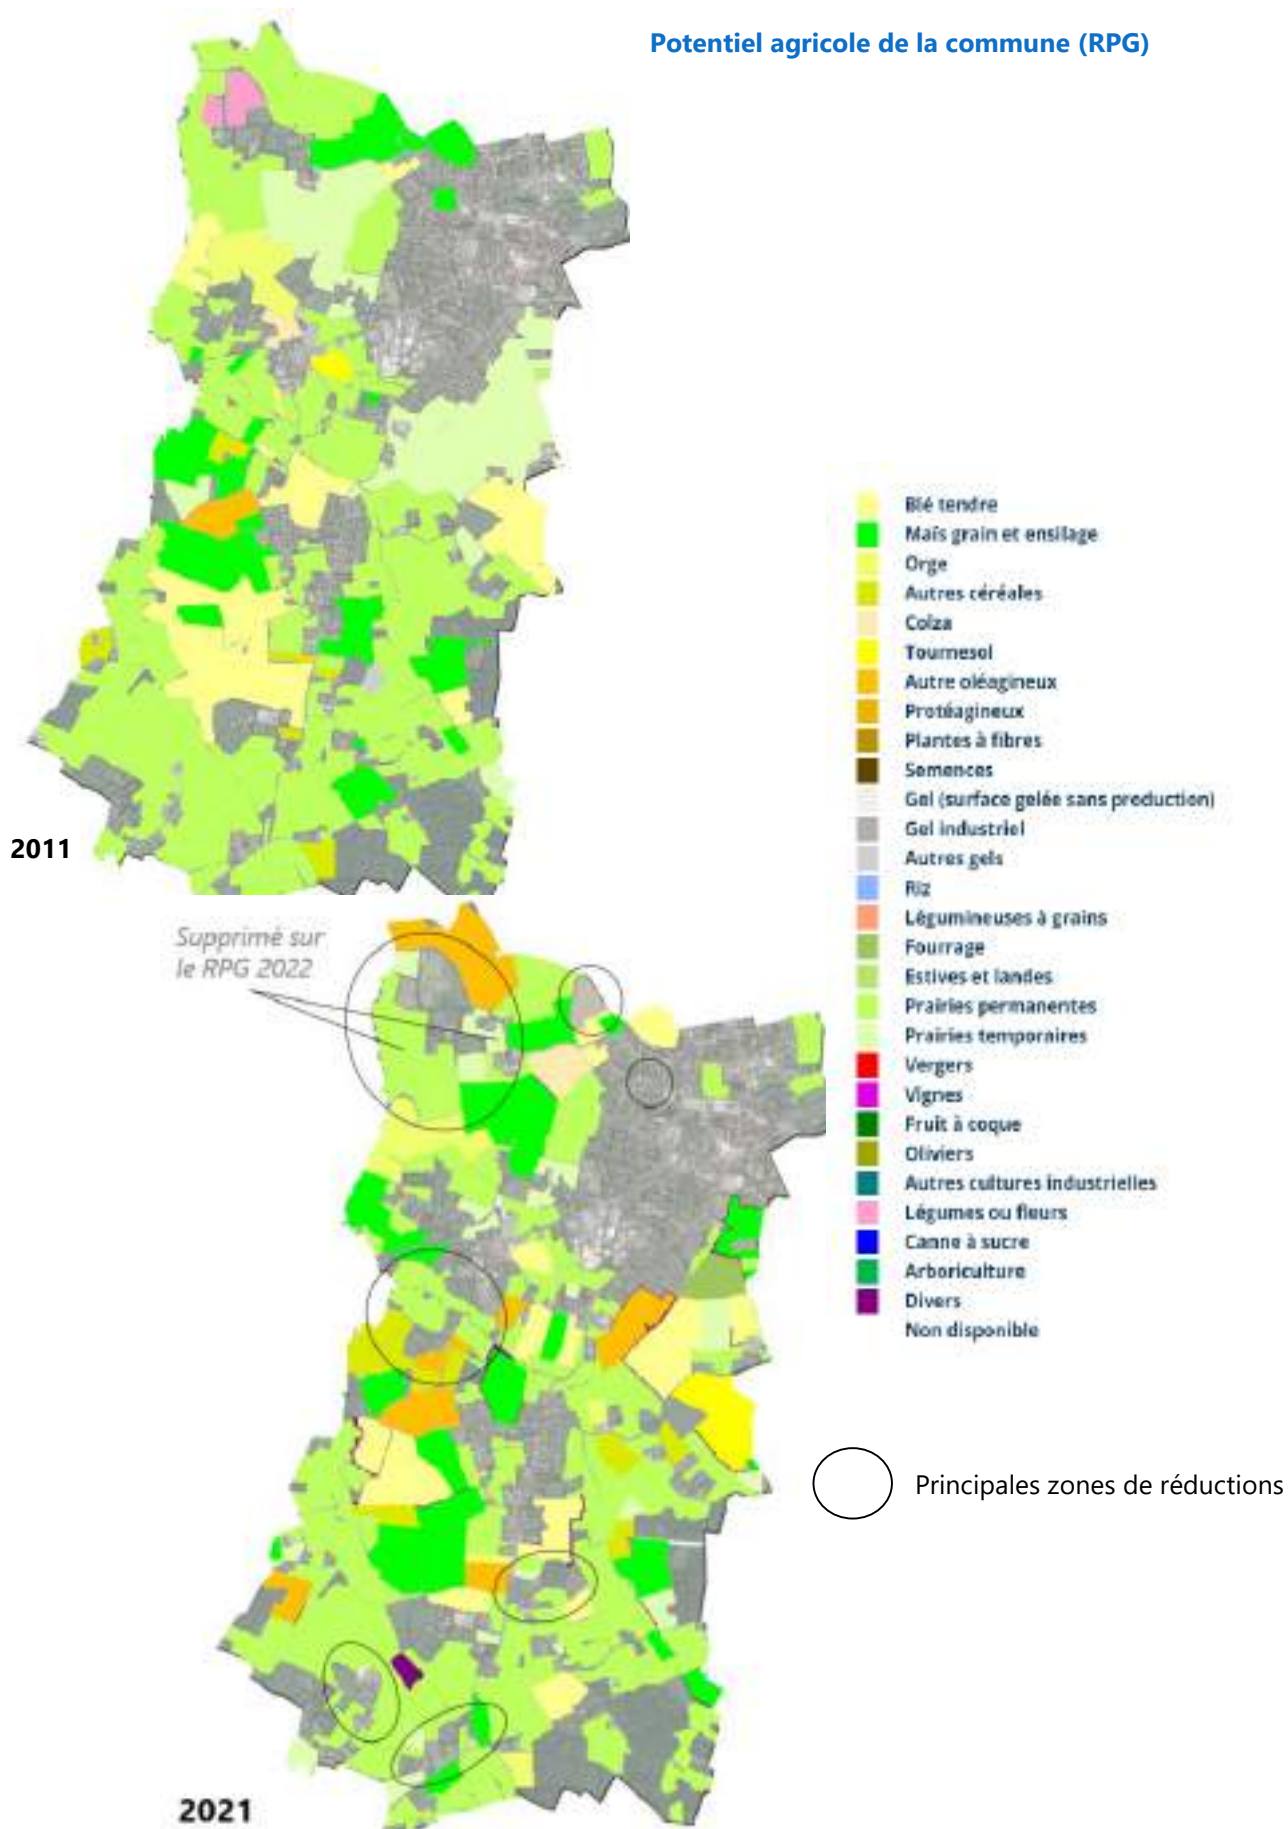 Potentiel agricole de la commune (RPG)
Blé tendre
Maïs grain et ensilage
Orge
Autres céréales
Colza
Tournesol
Autre oléagineux
Protéagineux
Plantes à fibres
Semences
Gel (surface gelée sans production)
Gel industriel
Autres gels
Riz
Légumineuses à grains
Fourrage
Estives et landes
Prairies permanentes
Prairies temporaires
Vergers
Vignes
Fruit à coque
Oliviers
Autres cultures industrielles
Légumes ou fleurs
Canne à sucre
Arboriculture
Divers
Non disponible
2011
Supprimé sur
le RPG 2022
Principales zones de réductions
2021